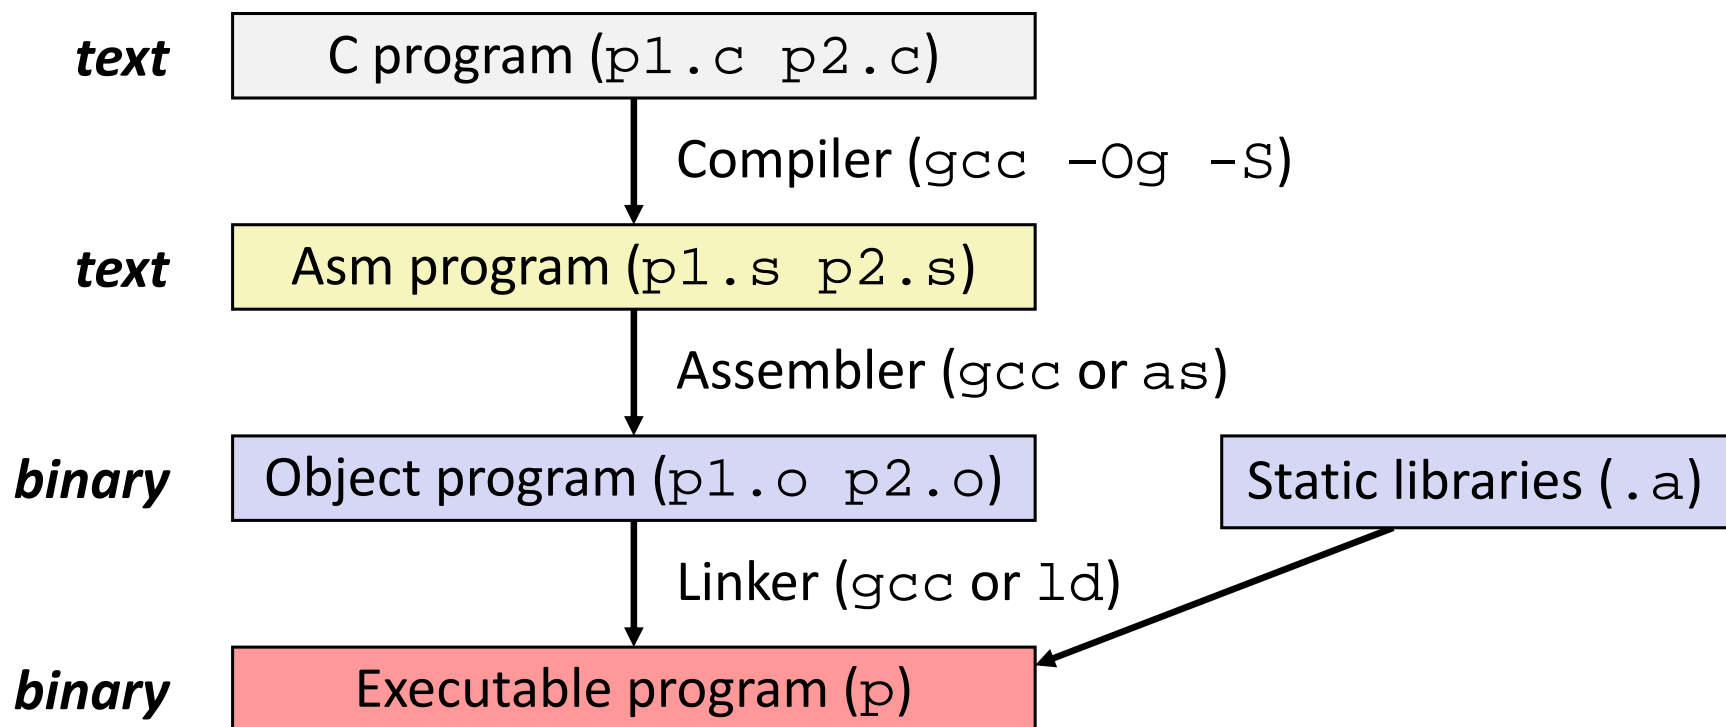 text
C program (p1.c p2.c)
Compiler (gcc –Og –S)
text
Asm program (p1.s p2.s)
Assembler (gcc or as)
binary
Object program (p1.o p2.o)
Static libraries (.a)
Linker (gcc or ld)
binary
Executable program (p)